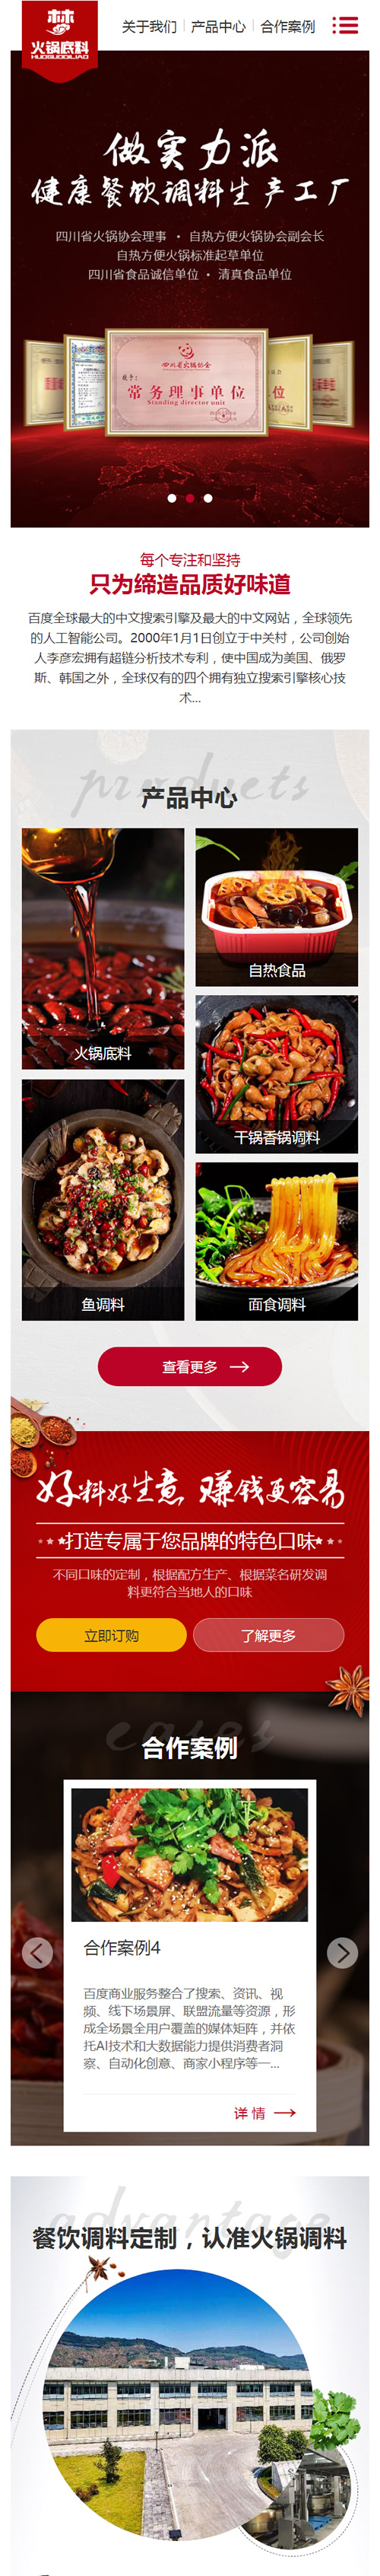 梦
火锅底料
HUOGUODILIAO
关于我们 产品中心 合作案例
做实力派
健康餐饮调料生产工厂
四川省火锅协会理事 · 自热方便火锅协会副会长
自热方便火锅标准起草单位
四川省食品诚信单位 · 清真食品单位
四川省火锅协会
授予:
常务理事单位
Standing director unit
位
每个专注和坚持
只为缔造品质好味道
百度全球最大的中文搜索引擎及最大的中文网站，全球领先
的人工智能公司。2000年1月1日创立于中关村，公司创始
人李彦宏拥有超链分析技术专利，使中国成为美国、俄罗
斯、韩国之外，全球仅有的四个拥有独立搜索引擎核心技
术...
products
产品中心
火锅底料
自热食品
干锅香锅调料
鱼调料
面食调料
查看更多
好料好生意 赚钱更容易
打造专属于您品牌的特色口味
不同口味的定制，根据配方生产、根据菜名研发调
料更符合当地人的口味
立即订购 了解更多
cases
合作案例
合作案例4
百度商业服务整合了搜索、资讯、视
频、线下场景屏、联盟流量等资源，形
成全场景全用户覆盖的媒体矩阵，并依
托AI技术和大数据能力提供消费者洞
察、自动化创意、商家小程序等一...
详 情
advantage
餐饮调料定制，认准火锅调料